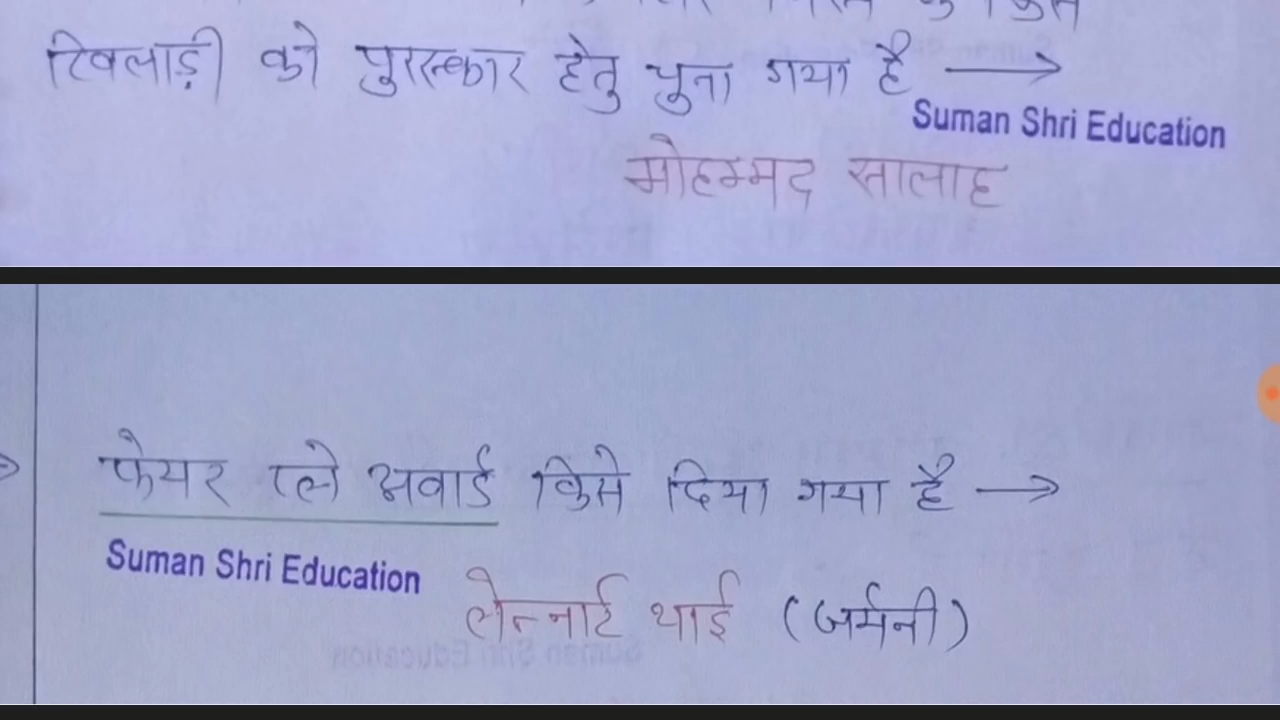 खिलाड़ी को पुरस्कार हेतु चुना गया है →
Suman Shri Education
मोहम्मद सालाह
फेयर प्ले अवार्ड किसे दिया गया है →
Suman Shri Education
लेन्नार्ट थाई (जर्मनी)